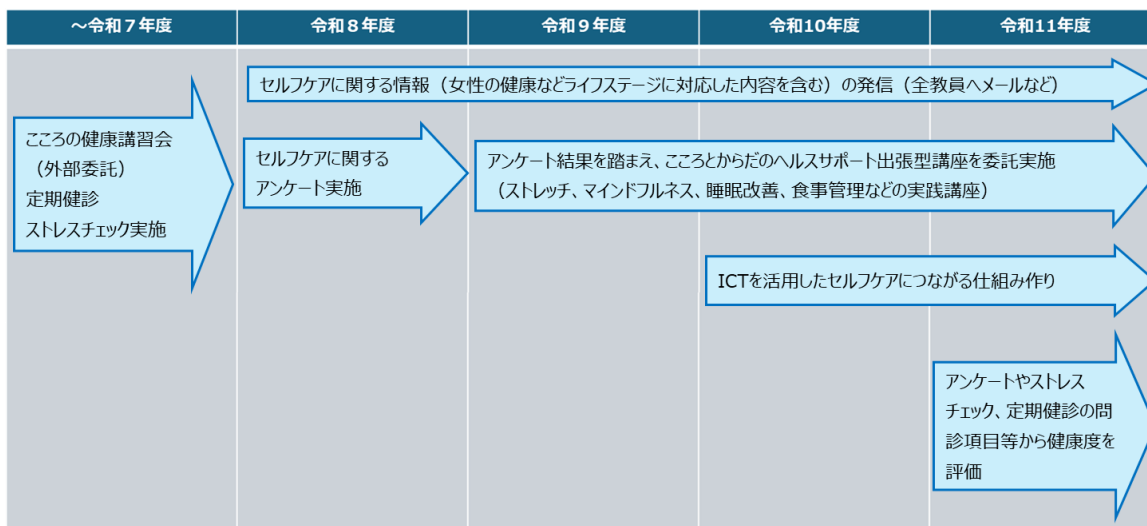 ～令和７年度
令和８年度
令和９年度
令和10年度
令和11年度
セルフケアに関する情報（女性の健康などライフステージに対応した内容を含む）の発信（全教員へメールなど）
こころの健康講習会
（外部委託）
定期健診
ストレスチェック実施
セルフケアに関する
アンケート実施
アンケート結果を踏まえ、こころとからだのヘルスサポート出張型講座を委託実施
（ストレッチ、マインドフルネス、睡眠改善、食事管理などの実践講座）
ICTを活用したセルフケアにつながる仕組み作り
アンケートやストレス
チェック、定期健診の問
診項目等から健康度を
評価